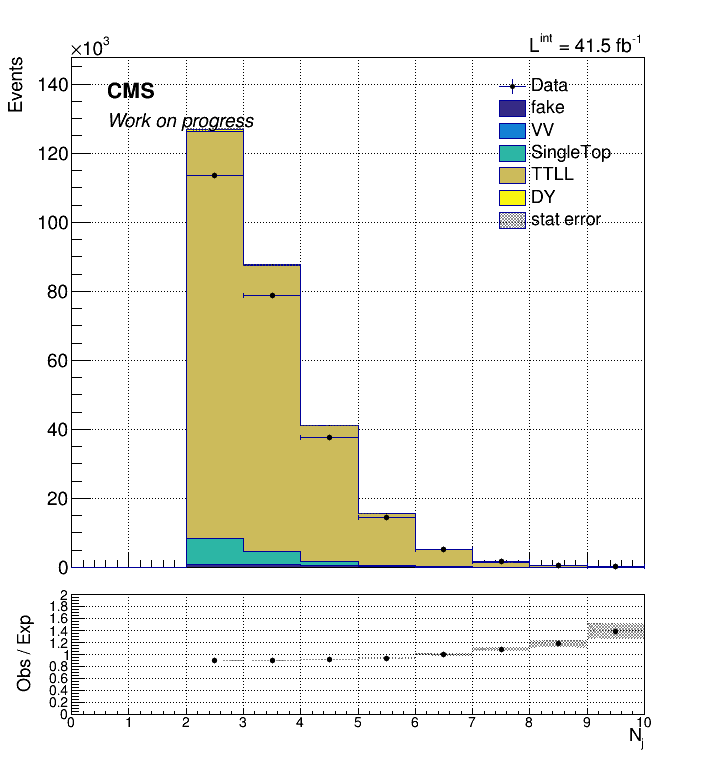 ×10³
L^int = 41.5 fb⁻¹
Events
140
120
100
80
60
40
20
0
CMS
Work on progress
Data
fake
VV
SingleTop
TTLL
DY
stat error
Obs / Exp
2
1.8
1.6
1.4
1.2
1
0.8
0.6
0.4
0.2
0
0 1 2 3 4 5 6 7 8 9 10
N_j